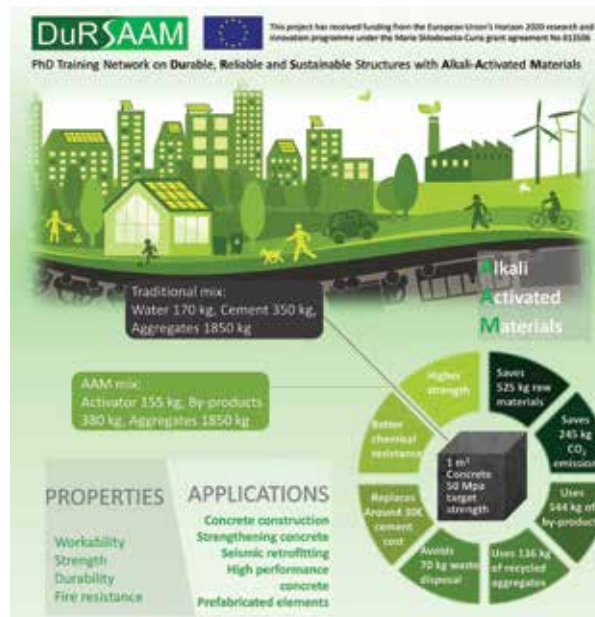 DuRSAAM
This project has received funding from the European Union's Horizon 2020 research and
innovation programme under the Marie Skłodowska-Curie grant agreement No 813596
PhD Training Network on Durable, Reliable and Sustainable Structures with Alkali-Activated Materials
Alkali
Activated
Materials
Traditional mix:
Water 170 kg, Cement 350 kg,
Aggregates 1850 kg
AAM mix:
Activator 155 kg, By-products
380 kg, Aggregates 1850 kg
Higher
strength
Saves
525 kg raw
materials
Saves
245 kg
CO₂
emission
Uses
144 kg of
by-product
Uses 136 kg
of recycled
aggregates
Avoids
70 kg waste
disposal
Replaces
Around 30€
cement
cost
Better
chemical
resistance
1 m³
Concrete
50 Mpa
target
strength
PROPERTIES
Workability
Strength
Durability
Fire resistance
APPLICATIONS
Concrete construction
Strengthening concrete
Seismic retrofitting
High performance
concrete
Prefabricated elements